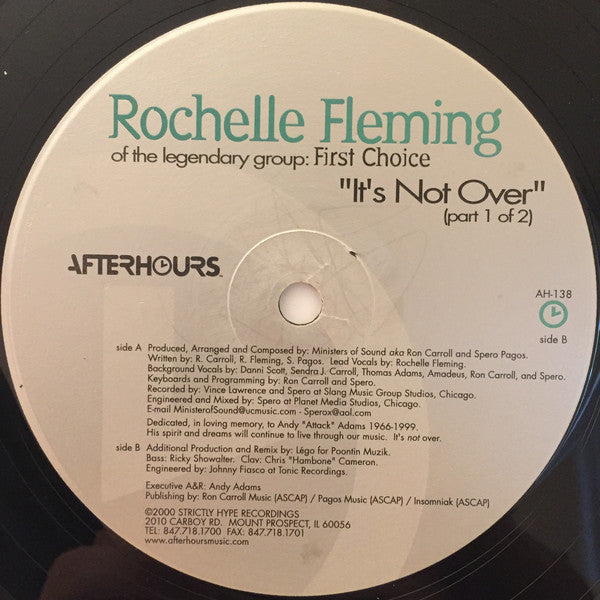 Rochelle Fleming
of the legendary group: First Choice
"It's Not Over"
(part 1 of 2)
AFTERHOURS™
AH-138
side B
side A Produced, Arranged and Composed by: Ministers of Sound aka Ron Carroll and Spero Pagos.
Written by: R. Carroll, R. Fleming, S. Pagos. Lead Vocals by: Rochelle Fleming.
Background Vocals by: Danni Scott, Sendra J. Carroll, Thomas Adams, Amadeus, Ron Carroll, and Spero.
Keyboards and Programming by: Ron Carroll and Spero.
Recorded by: Vince Lawrence and Spero at Slang Music Group Studios, Chicago.
Engineered and Mixed by: Spero at Planet Media Studios, Chicago.
E-mail MinisterofSound@ucmusic.com - Sperox@aol.com
Dedicated, in loving memory, to Andy "Attack" Adams 1966-1999.
His spirit and dreams will continue to live through our music. It's not over.
side B Additional Production and Remix by: Légo for Poontin Muzik.
Bass: Ricky Showalter. Clav: Chris "Hambone" Cameron.
Engineered by: Johnny Fiasco at Tonic Recordings.
Executive A&R: Andy Adams
Publishing by: Ron Carroll Music (ASCAP) / Pagos Music (ASCAP) / Insomniak (ASCAP)
©2000 STRICTLY HYPE RECORDINGS
2010 CARBOY RD. MOUNT PROSPECT, IL 60056
TEL: 847.718.1700 FAX: 847.718.1701
www.afterhoursmusic.com